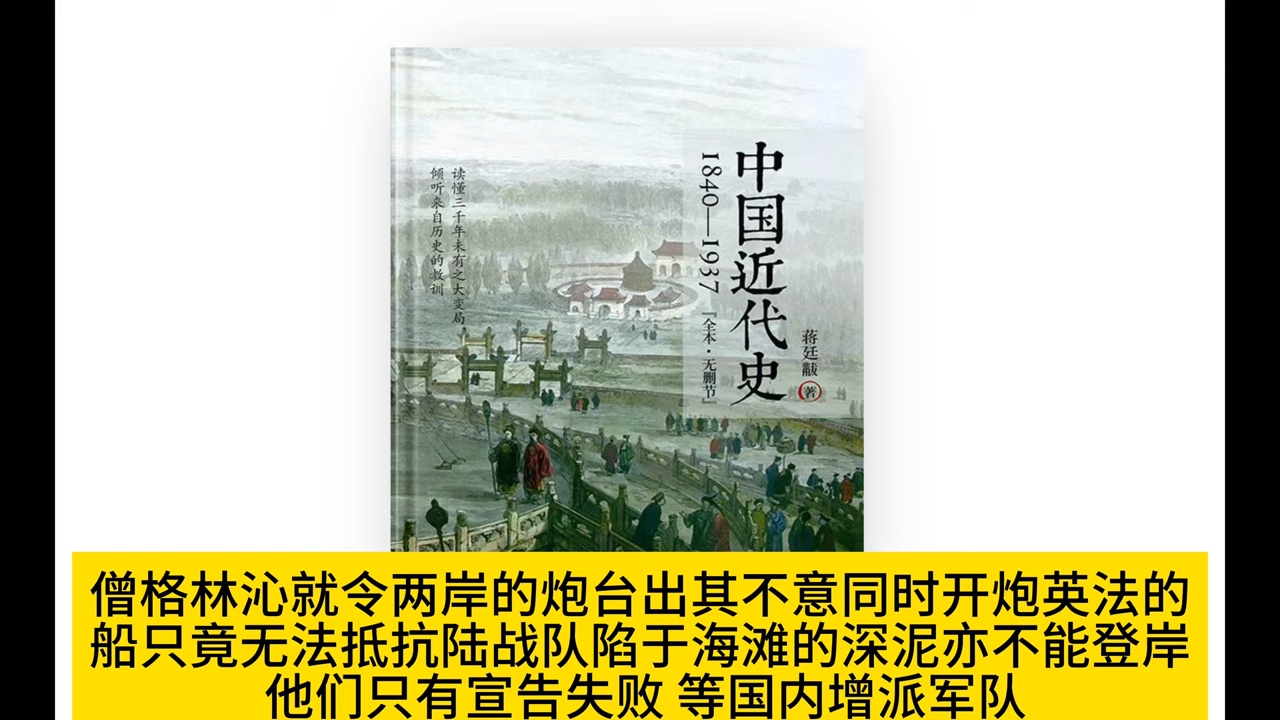 中国近代史
1840—1937
『全本·无删节』
蒋廷黻 著
读懂三千年未有之大变局，
倾听来自历史的教训
僧格林沁就令两岸的炮台出其不意同时开炮英法的
船只竟无法抵抗陆战队陷于海滩的深泥亦不能登岸
他们只有宣告失败 等国内增派军队